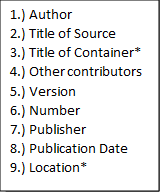 1.) Author
2.) Title of Source
3.) Title of Container*
4.) Other contributors
5.) Version
6.) Number
7.) Publisher
8.) Publication Date
9.) Location*